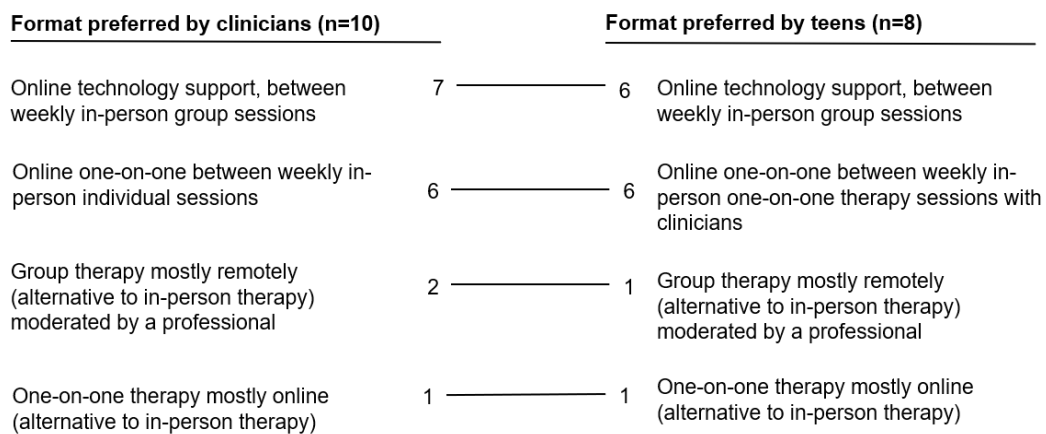 Format preferred by clinicians (n=10)
Format preferred by teens (n=8)
Online technology support, between
weekly in-person group sessions
7
6
Online technology support, between
weekly in-person group sessions
Online one-on-one between weekly in-
person individual sessions
6
6
Online one-on-one between weekly in-
person one-on-one therapy sessions with
clinicians
Group therapy mostly remotely
(alternative to in-person therapy)
moderated by a professional
2
1
Group therapy mostly remotely
(alternative to in-person therapy)
moderated by a professional
One-on-one therapy mostly online
(alternative to in-person therapy)
1
1
One-on-one therapy mostly online
(alternative to in-person therapy)